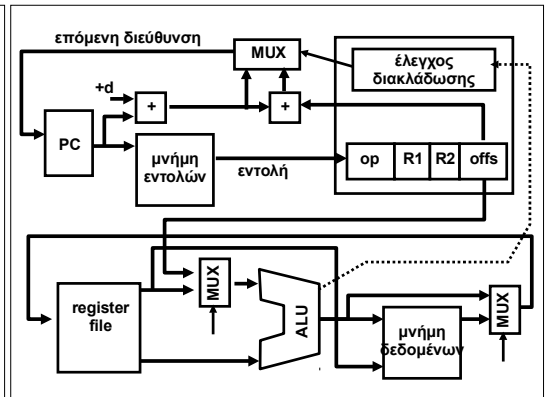 επόμενη διεύθυνση
MUX
έλεγχος
διακλάδωσης
+d
+
+
PC
μνήμη
εντολών
εντολή
op R1 R2 offs
register
file
MUX
ALU
μνήμη
δεδομένων
MUX